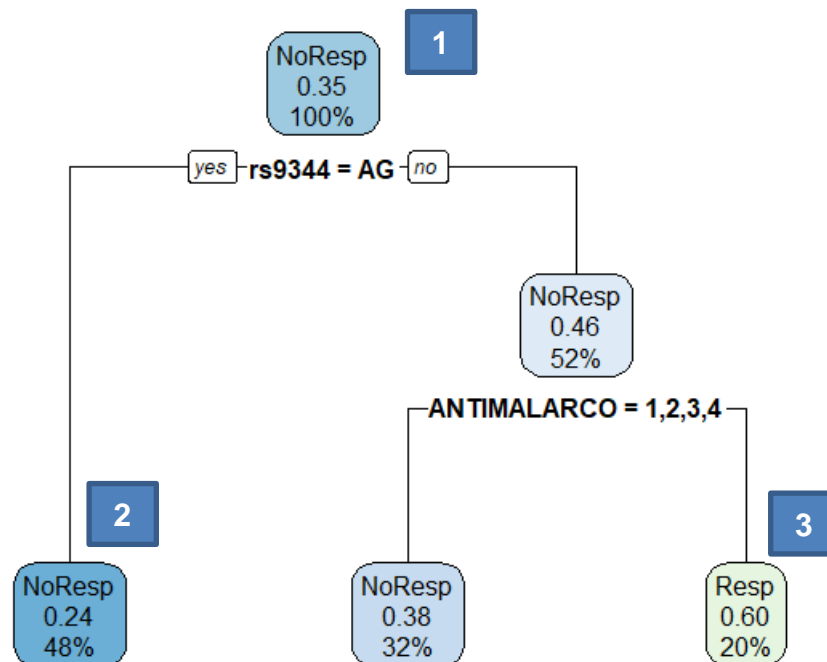 1
NoResp
0.35
100%
yes rs9344 = AG no
NoResp
0.46
52%
ANTIMALARCO = 1,2,3,4
2
3
NoResp
0.24
48%
NoResp
0.38
32%
Resp
0.60
20%